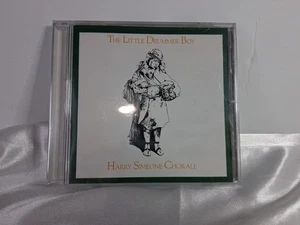 The Little Drummer Boy
Harry Simeone Chorale